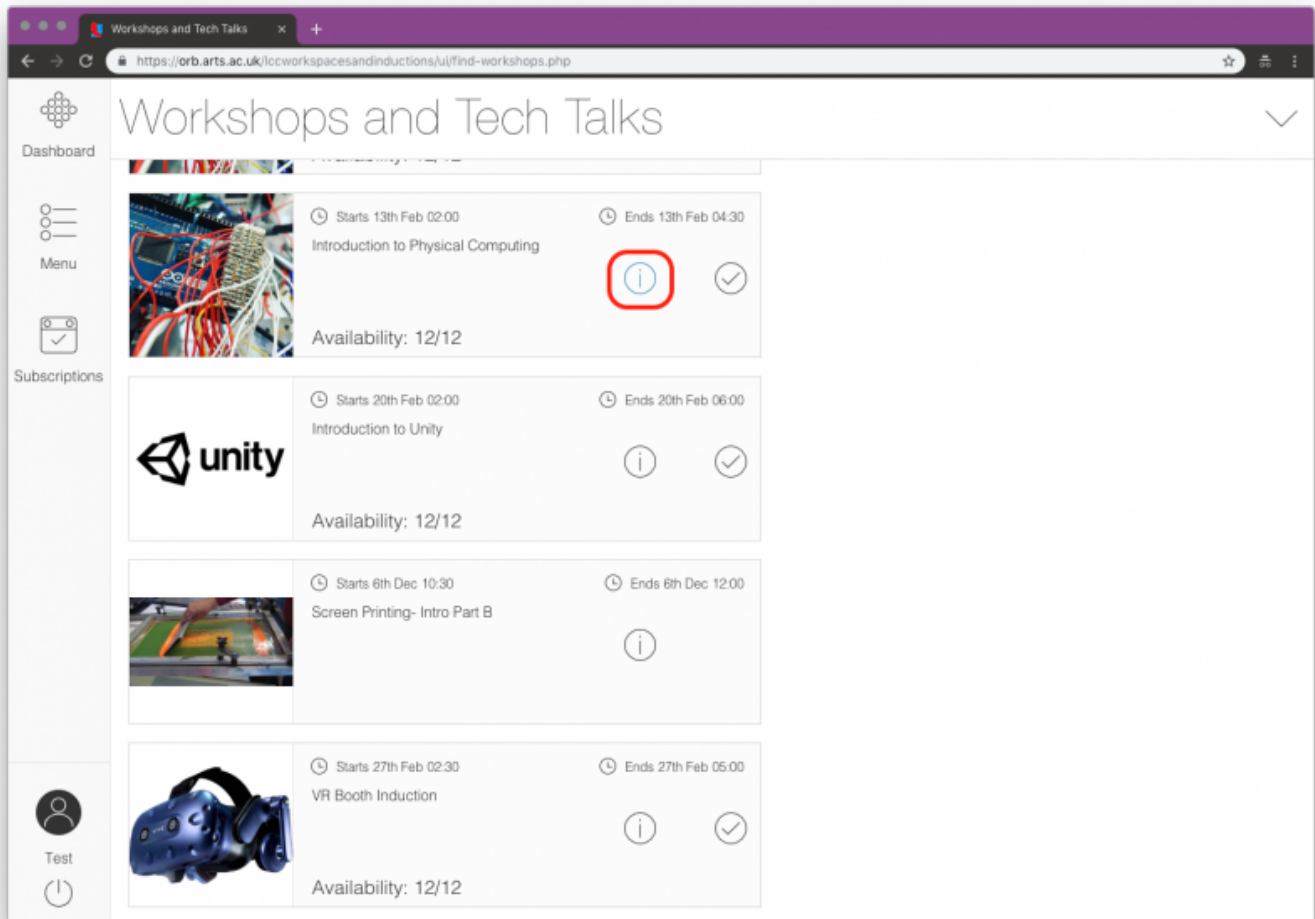 Workshops and Tech Talks
https://orb.arts.ac.uk/lccworkspacesandinductions/ui/find-workshops.php
Dashboard
Menu
Subscriptions
Test
Workshops and Tech Talks
Starts 13th Feb 02:00
Ends 13th Feb 04:30
Introduction to Physical Computing
Availability: 12/12
unity
Starts 20th Feb 02:00
Ends 20th Feb 06:00
Introduction to Unity
Availability: 12/12
Starts 6th Dec 10:30
Ends 6th Dec 12:00
Screen Printing- Intro Part B
Starts 27th Feb 02:30
Ends 27th Feb 05:00
VR Booth Induction
Availability: 12/12